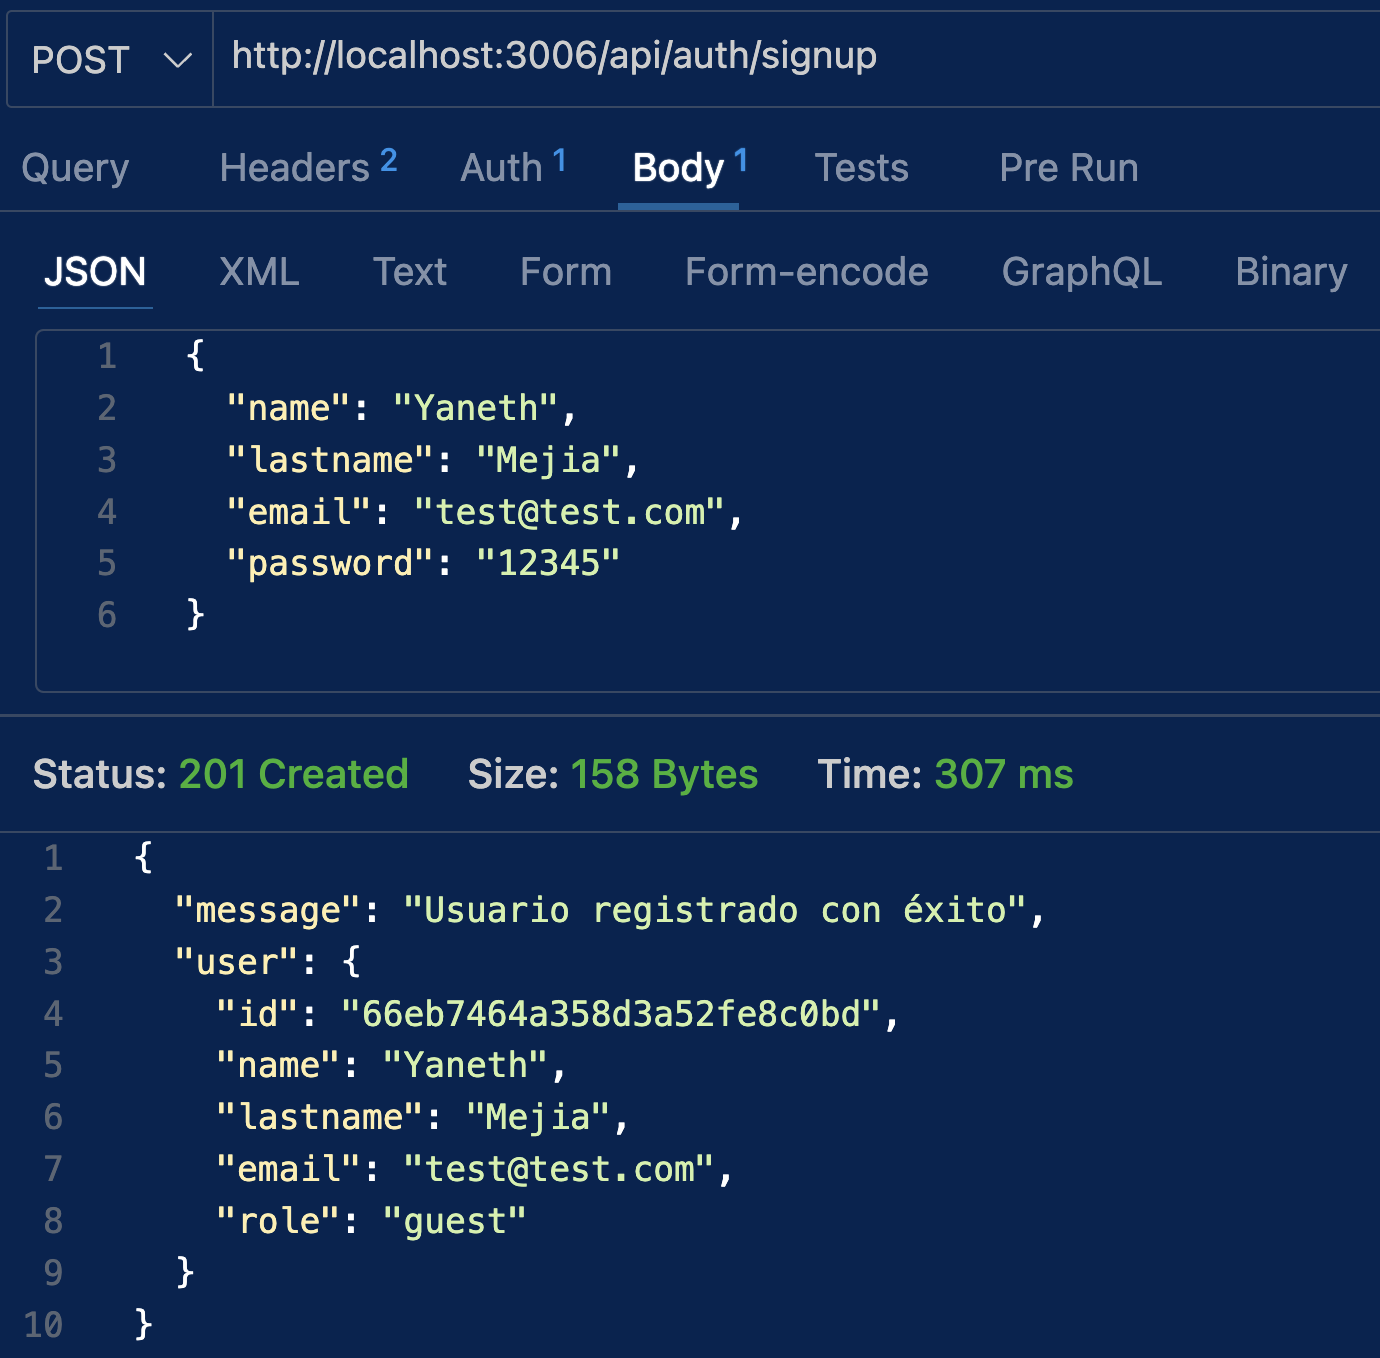 POST http://localhost:3006/api/auth/signup
Query Headers 2 Auth 1 Body 1 Tests Pre Run
JSON XML Text Form Form-encode GraphQL Binary
1 {
2 "name": "Yaneth",
3 "lastname": "Mejia",
4 "email": "test@test.com",
5 "password": "12345"
6 }
Status: 201 Created Size: 158 Bytes Time: 307 ms
1 {
2 "message": "Usuario registrado con éxito",
3 "user": {
4 "id": "66eb7464a358d3a52fe8c0bd",
5 "name": "Yaneth",
6 "lastname": "Mejia",
7 "email": "test@test.com",
8 "role": "guest"
9 }
10 }